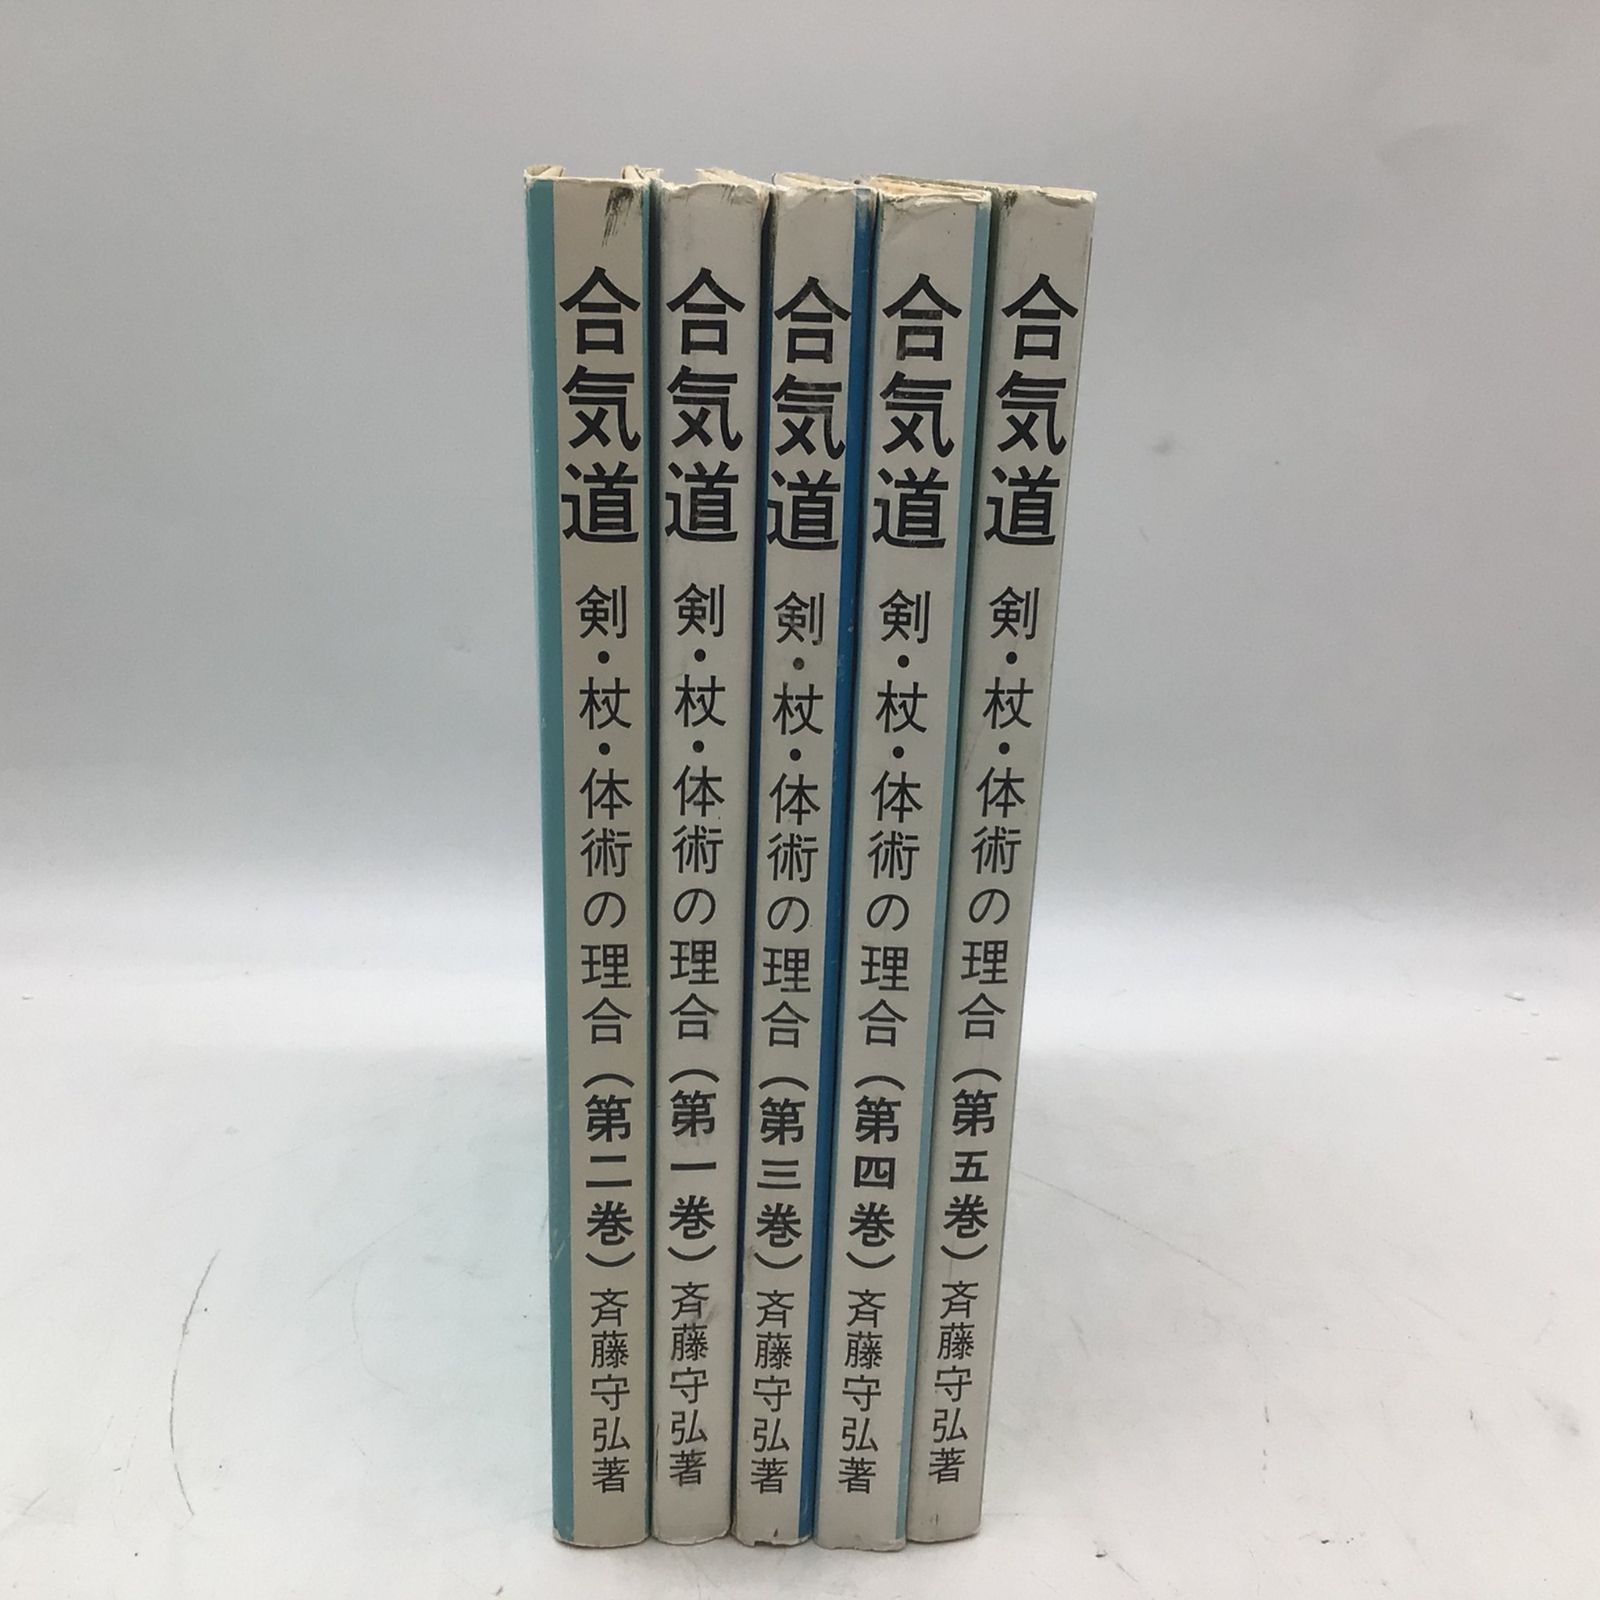 合気道 剣・杖・体術の理合（第二巻）斉藤守弘著
合気道 剣・杖・体術の理合（第一巻）斉藤守弘著
合気道 剣・杖・体術の理合（第三巻）斉藤守弘著
合気道 剣・杖・体術の理合（第四巻）斉藤守弘著
合気道 剣・杖・体術の理合（第五巻）斉藤守弘著